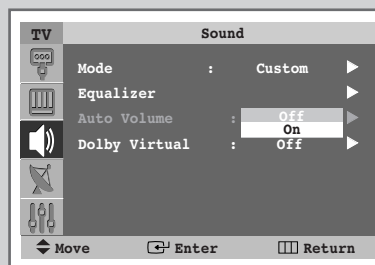 TV Sound
Mode : Custom
Equalizer
Auto Volume : Off
On
Dolby Virtual : Off
Move Enter Return